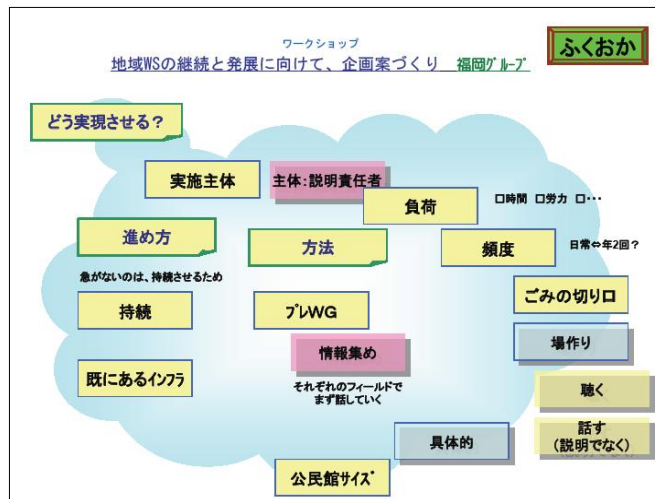 ワークショップ
地域WSの継続と発展に向けて、企画案づくり 福岡ｸﾞﾙｰﾌﾟ
ふくおか
どう実現させる？
実施主体
主体：説明責任者
負荷
□時間 □労力 □・・・
進め方
方法
頻度
日常⇔年2回？
急がないのは、持続させるため
持続
ﾌﾟﾚWG
ごみの切り口
場作り
情報集め
既にあるｲﾝﾌﾗ
それぞれのフィールドで
まず話していく
聴く
話す
（説明でなく）
具体的
公民館サイズﾞ